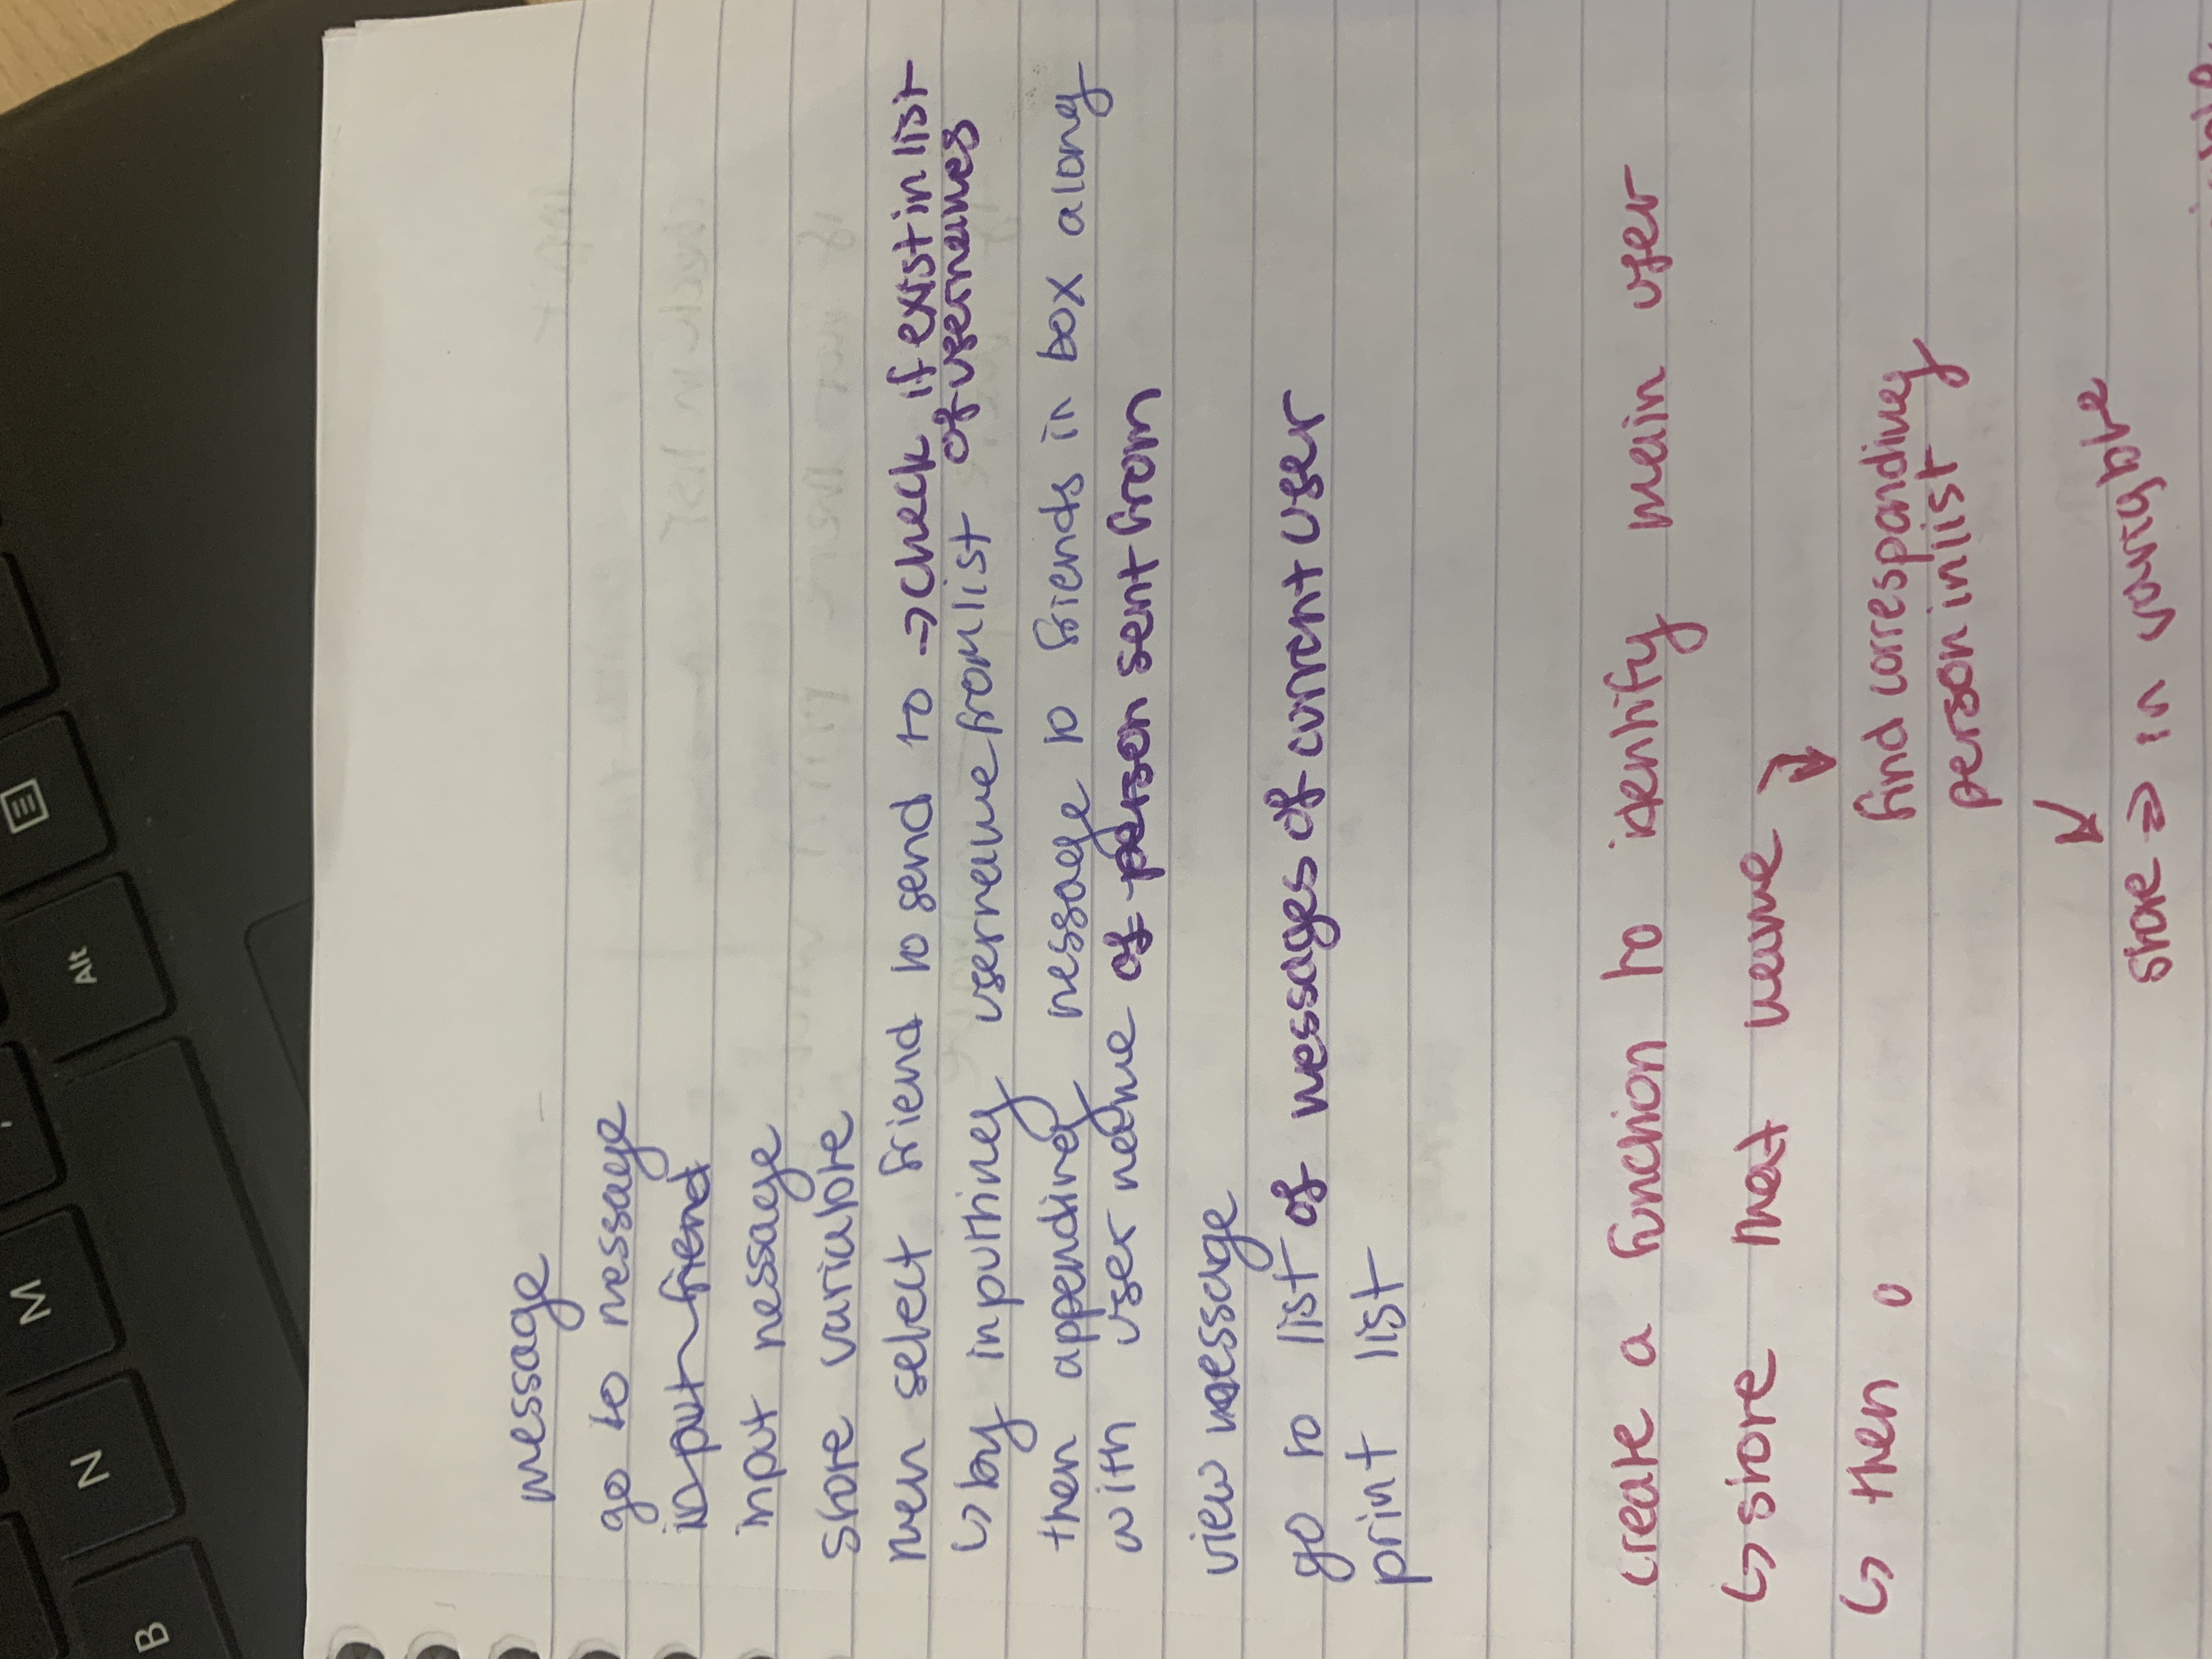 B N M Alt
message
go to message
input friend
input message
store variable
then select friend to send to → check if exist in list
of usernames
↳ by inputting username from list
then appending message to friends in box along
with user name of person sent from
view message
go to list of messages of current user
print list
create a function to identify main user
↳ store that name
↳ then o
find corresponding
person in list
store ⇒ in variable